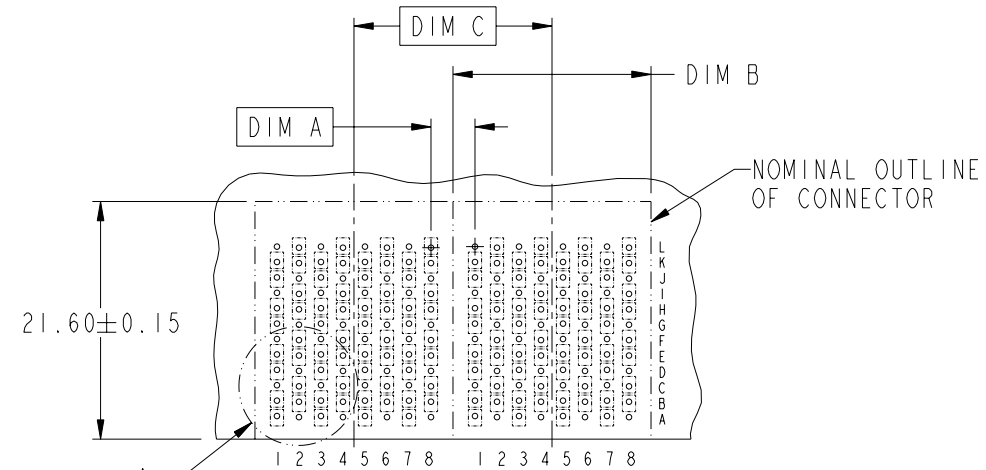 DIM C
DIM B
DIM A
NOMINAL OUTLINE
OF CONNECTOR
L
K
J
I
H
G
F
E
D
C
B
A
21.60±0.15
1 2 3 4 5 6 7 8 1 2 3 4 5 6 7 8